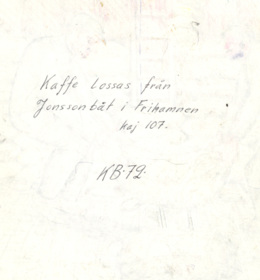 Kaffe Lossas från
Jonssonbåt i Frihamnen
kaj 107.
KB.72.